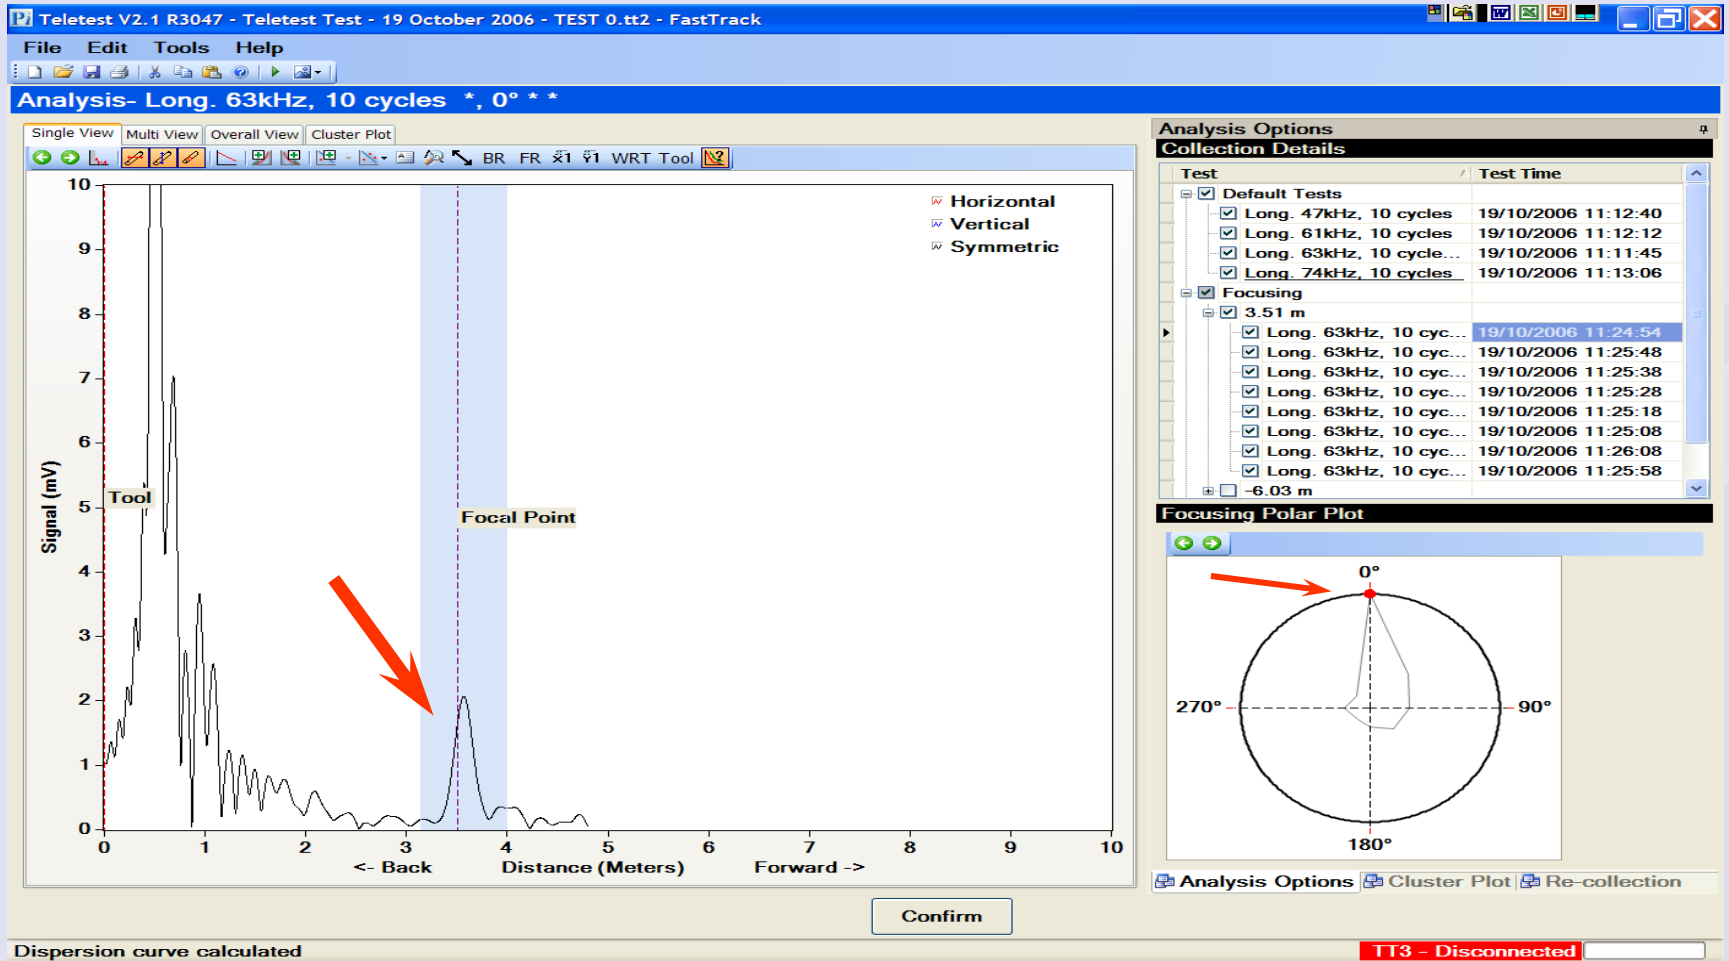 Teletest V2.1 R3047 - Teletest Test - 19 October 2006 - TEST 0.tt2 - FastTrack
File Edit Tools Help
Analysis- Long. 63kHz, 10 cycles *, 0° * *
Single View Multi View Overall View Cluster Plot
BR FR X1 Y1 WRT Tool
10
9
8
7
6
5
4
3
2
1
0
Signal (mV)
Horizontal
Vertical
Symmetric
Tool
Focal Point
0 1 2 3 4 5 6 7 8 9 10
<- Back Distance (Meters) Forward ->
Confirm
Analysis Options
Collection Details
Test Test Time
Default Tests
Long. 47kHz, 10 cycles 19/10/2006 11:12:40
Long. 61kHz, 10 cycles 19/10/2006 11:12:12
Long. 63kHz, 10 cycle... 19/10/2006 11:11:45
Long. 74kHz, 10 cycles 19/10/2006 11:13:06
Focusing
3.51 m
Long. 63kHz, 10 cyc... 19/10/2006 11:24:54
Long. 63kHz, 10 cyc... 19/10/2006 11:25:48
Long. 63kHz, 10 cyc... 19/10/2006 11:25:38
Long. 63kHz, 10 cyc... 19/10/2006 11:25:28
Long. 63kHz, 10 cyc... 19/10/2006 11:25:18
Long. 63kHz, 10 cyc... 19/10/2006 11:25:08
Long. 63kHz, 10 cyc... 19/10/2006 11:26:08
Long. 63kHz, 10 cyc... 19/10/2006 11:25:58
-6.03 m
Focusing Polar Plot
0°
270° 90°
180°
Analysis Options Cluster Plot Re-collection
Dispersion curve calculated
TT3 - Disconnected